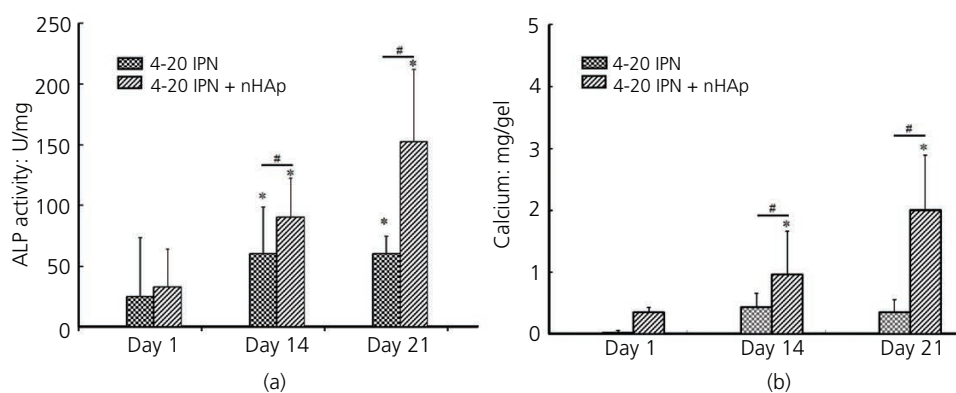 250
200
150
100
50
0
ALP activity: U/mg
4-20 IPN
4-20 IPN + nHAp
*
#
*
*
#
*
Day 1
Day 14
Day 21
(a)
5
4
3
2
1
0
Calcium: mg/gel
4-20 IPN
4-20 IPN + nHAp
#
*
#
*
Day 1
Day 14
Day 21
(b)